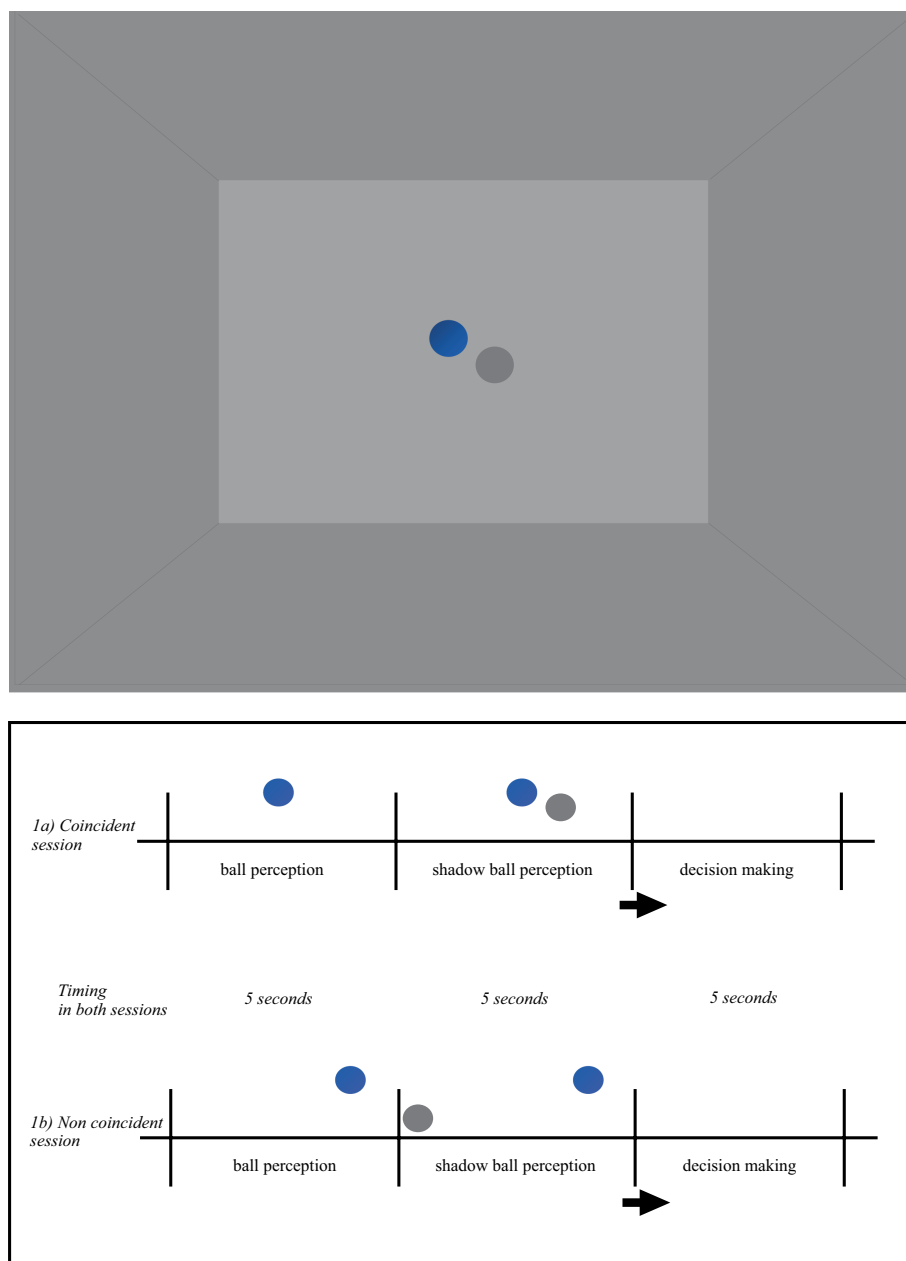 1a) Coincident
session
ball perception
shadow ball perception
decision making
Timing
in both sessions
5 seconds
5 seconds
5 seconds
1b) Non coincident
session
ball perception
shadow ball perception
decision making